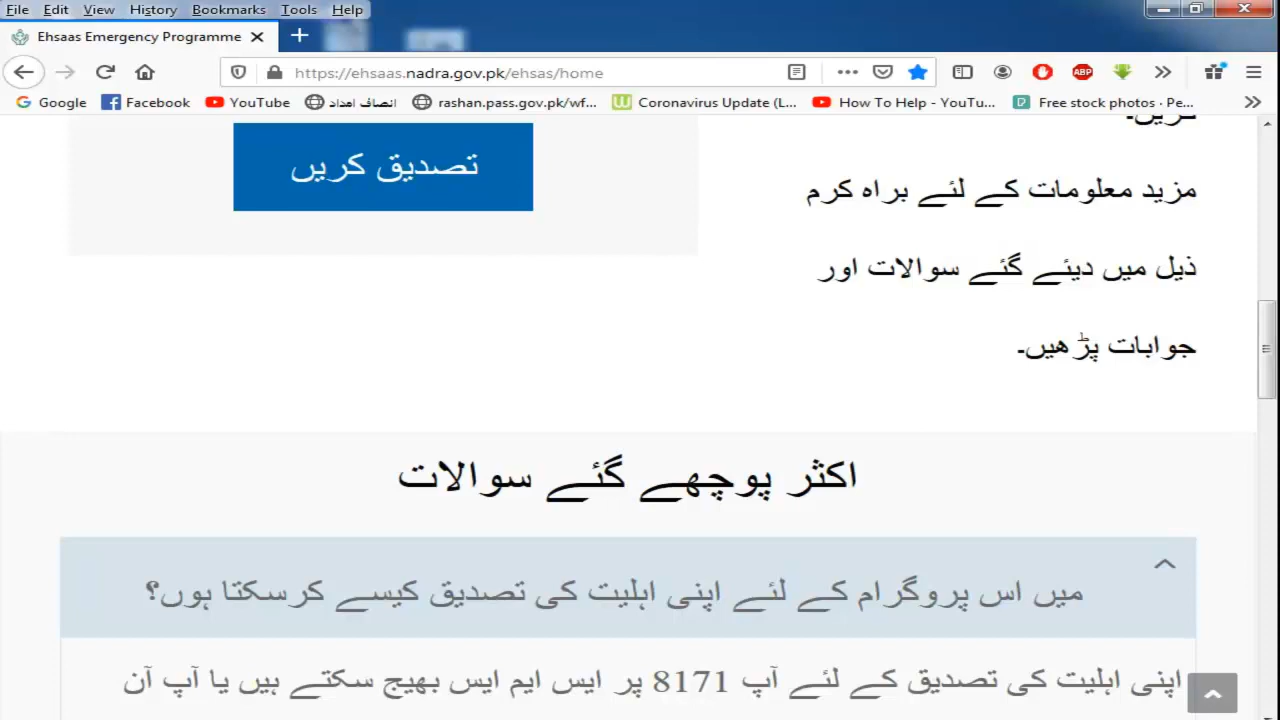 File Edit View History Bookmarks Tools Help
Ehsaas Emergency Programme
https://ehsaas.nadra.gov.pk/ehsas/home
ABP
Google Facebook YouTube انصاف امداد rashan.pass.gov.pk/wf... Coronavirus Update (L... How To Help - YouTu... Free stock photos · Pe...
کریں۔
تصدیق کریں
مزید معلومات کے لئے براہ کرم
ذیل میں دیئے گئے سوالات اور
جوابات پڑھیں۔
اکثر پوچھے گئے سوالات
میں اس پروگرام کے لئے اپنی اہلیت کی تصدیق کیسے کرسکتا ہوں؟
اپنی اہلیت کی تصدیق کے لئے آپ 8171 پر ایس ایم ایس بھیج سکتے ہیں یا آپ آن